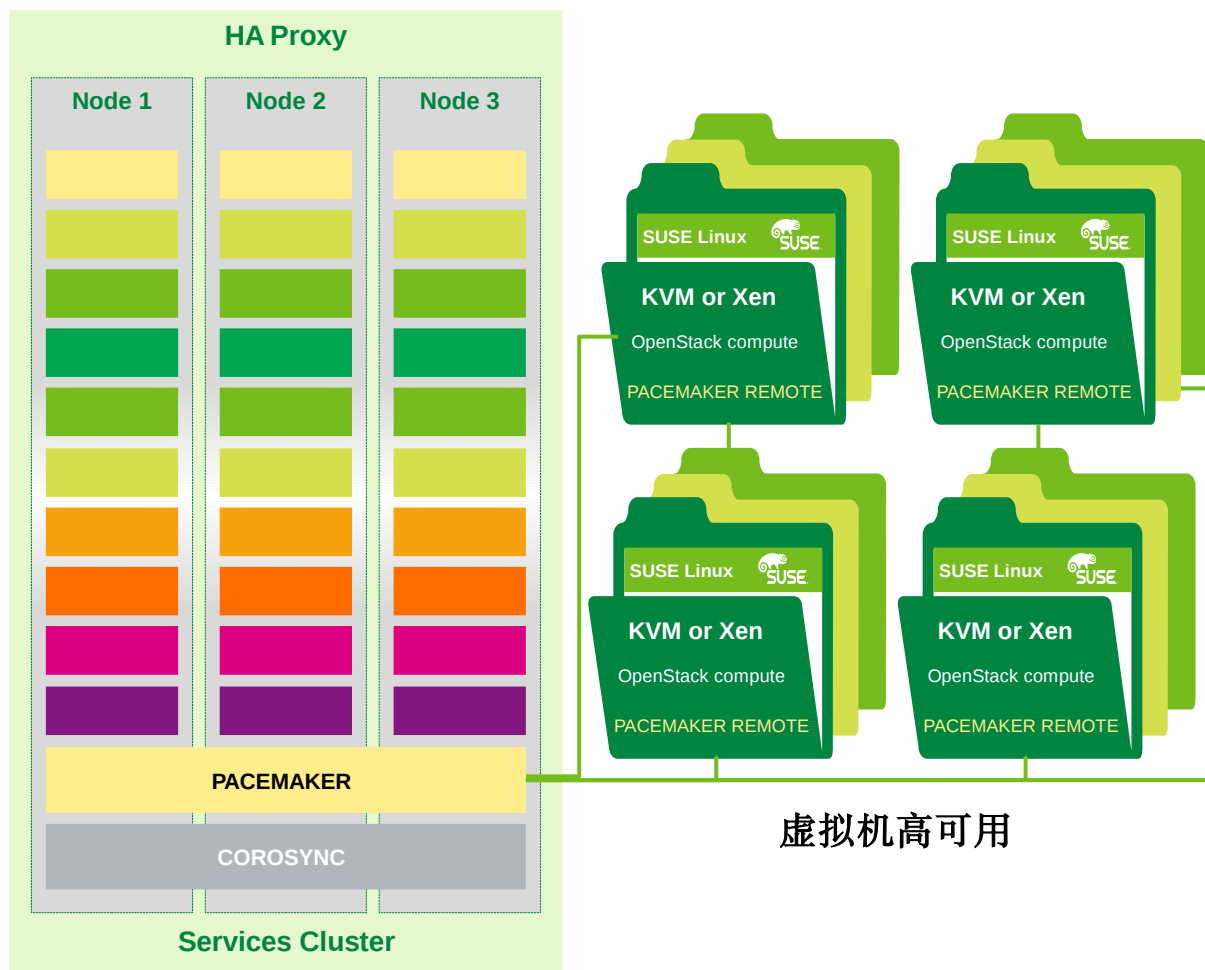 HA Proxy
Node 1
Node 2
Node 3
PACEMAKER
COROSYNC
Services Cluster
SUSE Linux
SUSE
KVM or Xen
OpenStack compute
PACEMAKER REMOTE
SUSE Linux
SUSE
KVM or Xen
OpenStack compute
PACEMAKER REMOTE
SUSE Linux
SUSE
KVM or Xen
OpenStack compute
PACEMAKER REMOTE
SUSE Linux
SUSE
KVM or Xen
OpenStack compute
PACEMAKER REMOTE
虚拟机高可用